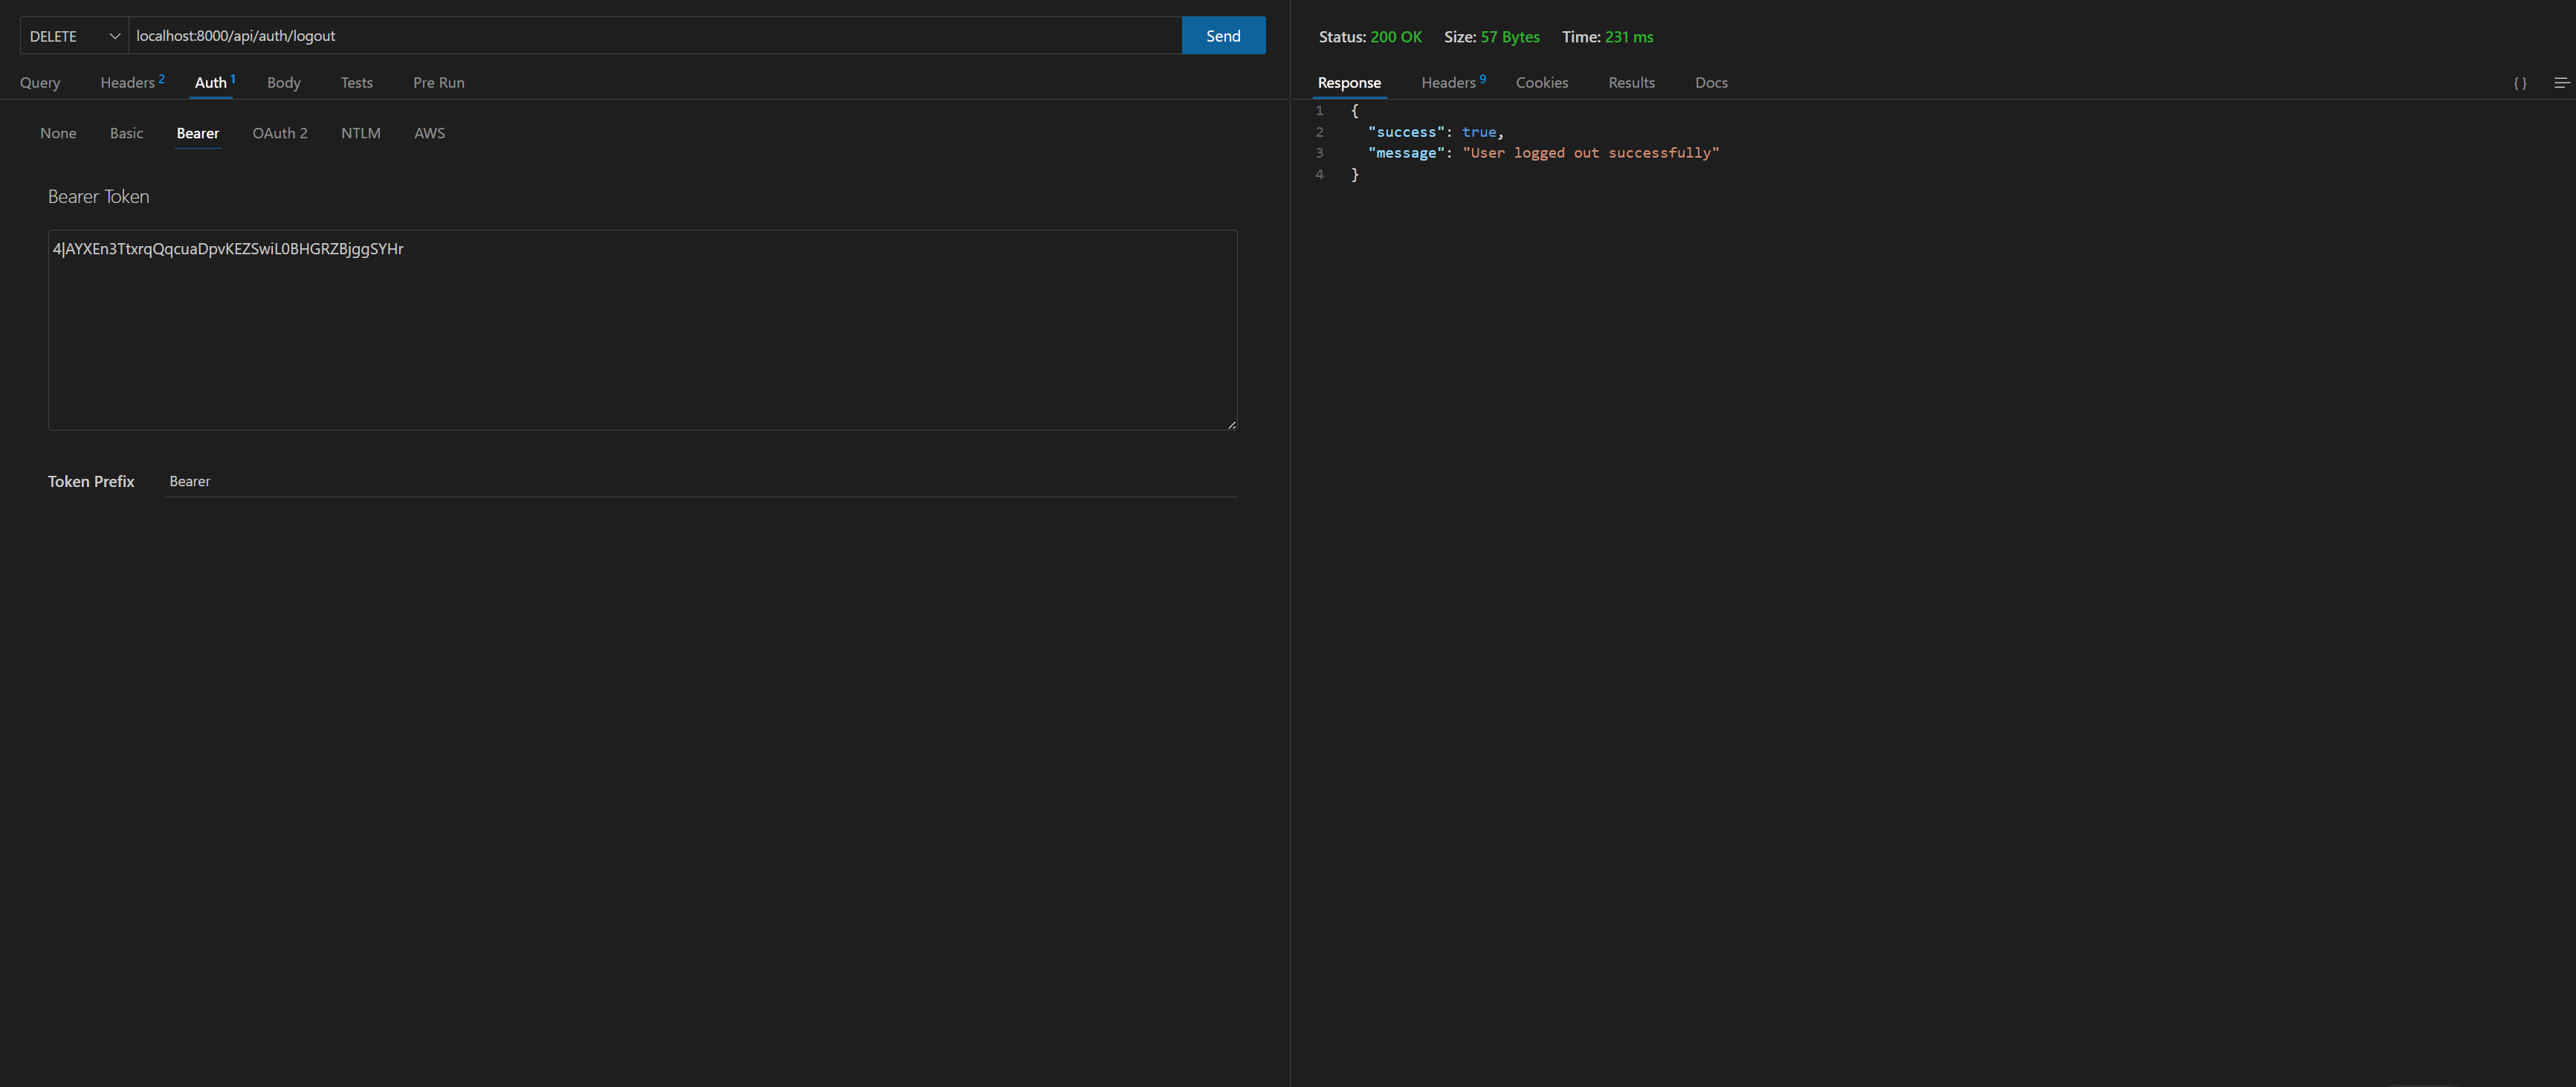 DELETE localhost:8000/api/auth/logout Send
Query Headers 2 Auth 1 Body Tests Pre Run
None Basic Bearer OAuth 2 NTLM AWS
Bearer Token
4|AYXEn3TtxrqQqcuaDpvKEZSwiL0BHGRZBjggSYHr
Token Prefix Bearer
Status: 200 OK Size: 57 Bytes Time: 231 ms
Response Headers 9 Cookies Results Docs { }
1 {
2 "success": true,
3 "message": "User logged out successfully"
4 }